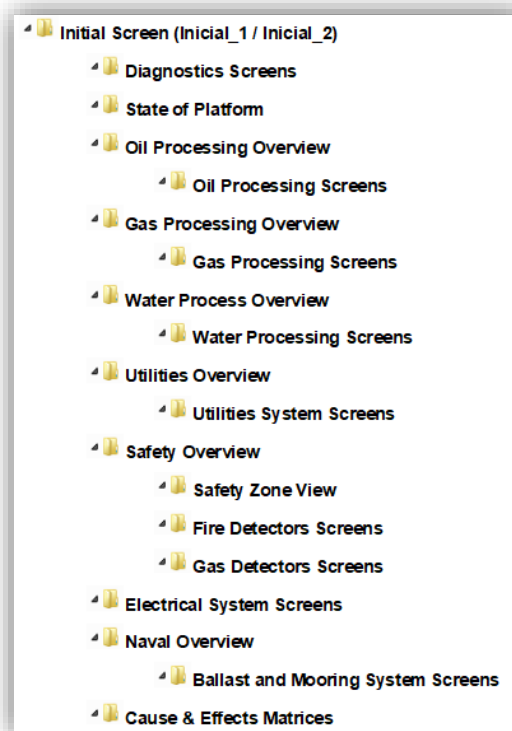 Initial Screen (Inicial_1 / Inicial_2)
Diagnostics Screens
State of Platform
Oil Processing Overview
Oil Processing Screens
Gas Processing Overview
Gas Processing Screens
Water Process Overview
Water Processing Screens
Utilities Overview
Utilities System Screens
Safety Overview
Safety Zone View
Fire Detectors Screens
Gas Detectors Screens
Electrical System Screens
Naval Overview
Ballast and Mooring System Screens
Cause & Effects Matrices